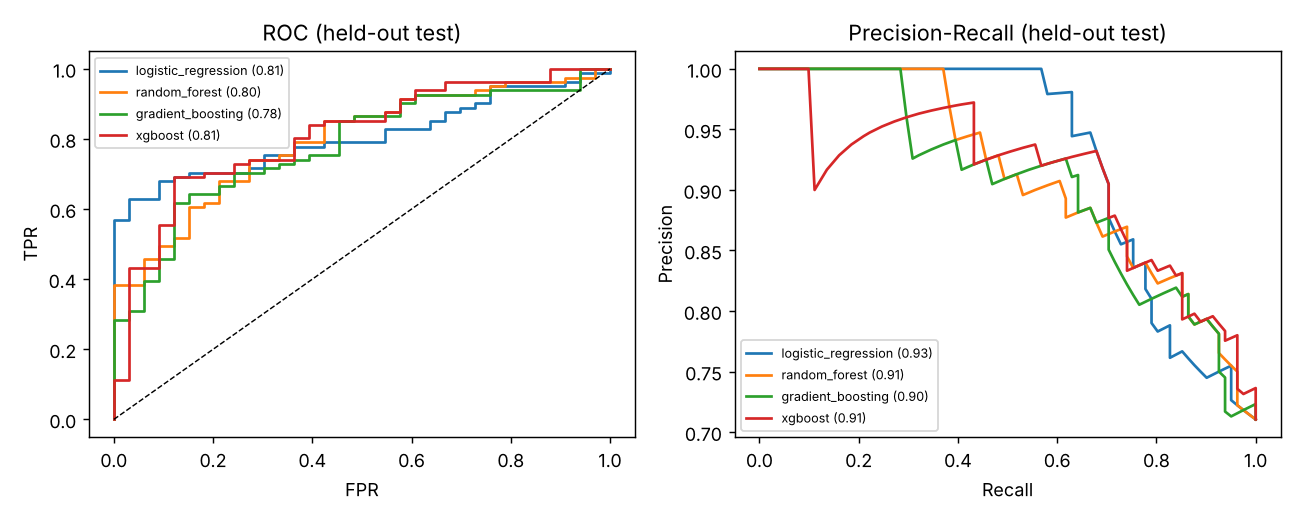 ROC (held-out test)
TPR
1.0
0.8
0.6
0.4
0.2
0.0
logistic_regression (0.81)
random_forest (0.80)
gradient_boosting (0.78)
xgboost (0.81)
0.0 0.2 0.4 0.6 0.8 1.0
FPR
Precision-Recall (held-out test)
Precision
1.00
0.95
0.90
0.85
0.80
0.75
0.70
logistic_regression (0.93)
random_forest (0.91)
gradient_boosting (0.90)
xgboost (0.91)
0.0 0.2 0.4 0.6 0.8 1.0
Recall